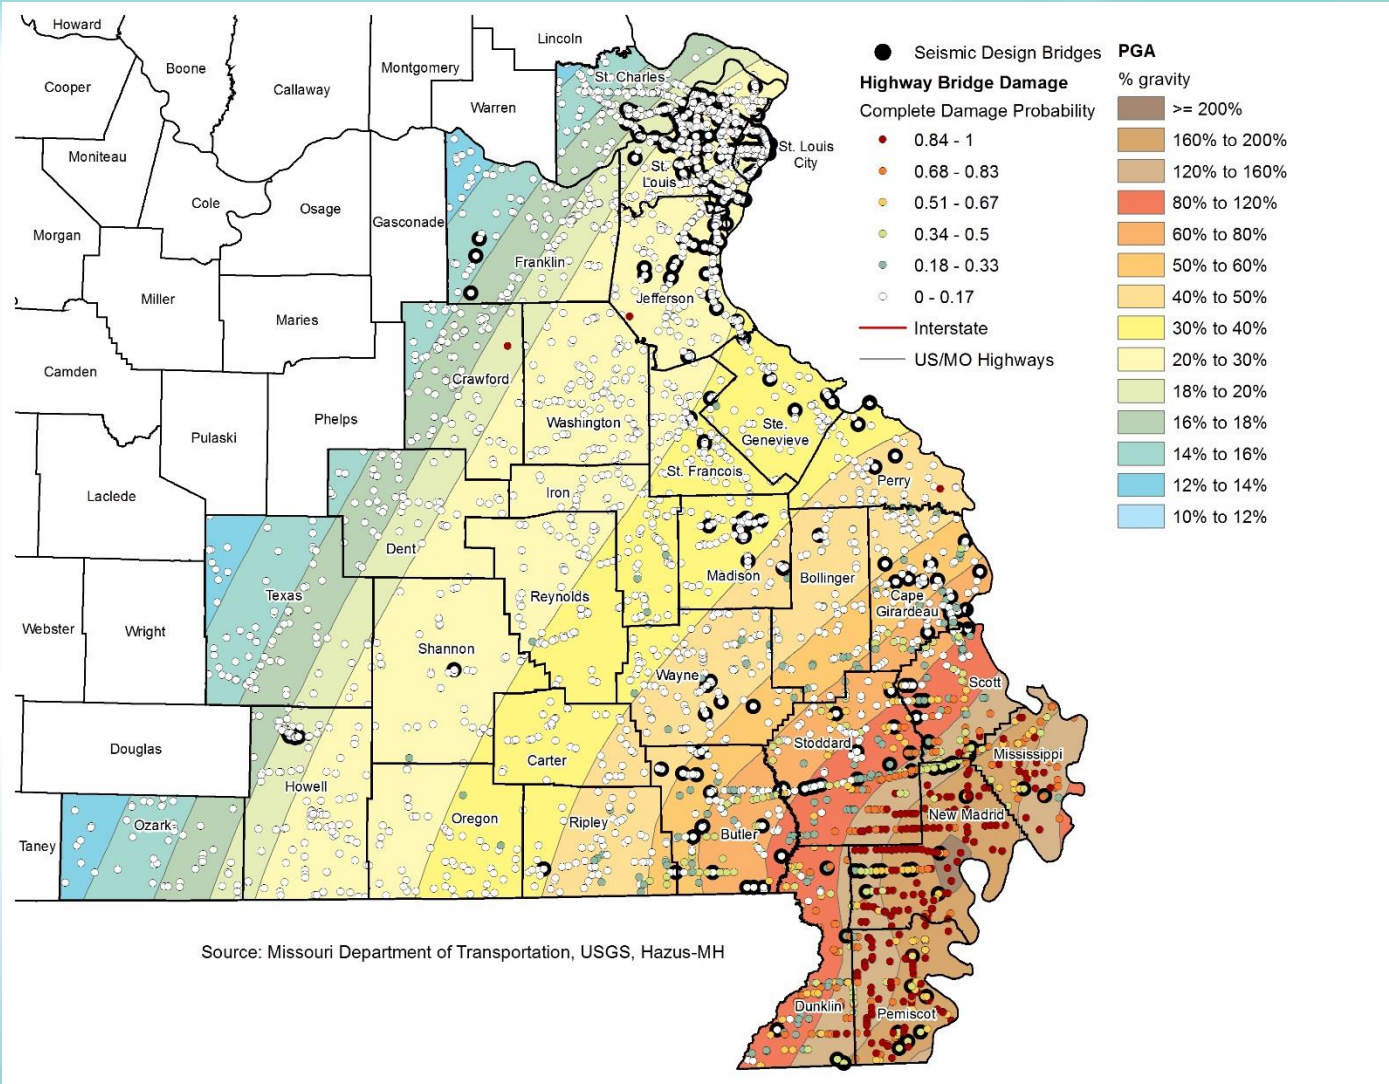 Howard
Lincoln
Cooper
Boone
Callaway
Montgomery
Warren
St. Charles
Moniteau
Cole
Osage
Gasconade
Morgan
Franklin
St.
Louis
St. Louis
City
Miller
Maries
Jefferson
Camden
Phelps
Pulaski
Crawford
Washington
Ste.
Genevieve
St. Francois
Laclede
Iron
Perry
Dent
Texas
Reynolds
Madison
Bollinger
Cape
Girardeau
Webster
Wright
Shannon
Wayne
Scott
Douglas
Carter
Stoddard
Mississippi
Howell
Taney
Ozark
Oregon
Ripley
Butler
New Madrid
Dunklin
Pemiscot
Seismic Design Bridges
Highway Bridge Damage
Complete Damage Probability
0.84 - 1
0.68 - 0.83
0.51 - 0.67
0.34 - 0.5
0.18 - 0.33
0 - 0.17
Interstate
US/MO Highways
PGA
% gravity
>= 200%
160% to 200%
120% to 160%
80% to 120%
60% to 80%
50% to 60%
40% to 50%
30% to 40%
20% to 30%
18% to 20%
16% to 18%
14% to 16%
12% to 14%
10% to 12%
Source: Missouri Department of Transportation, USGS, Hazus-MH